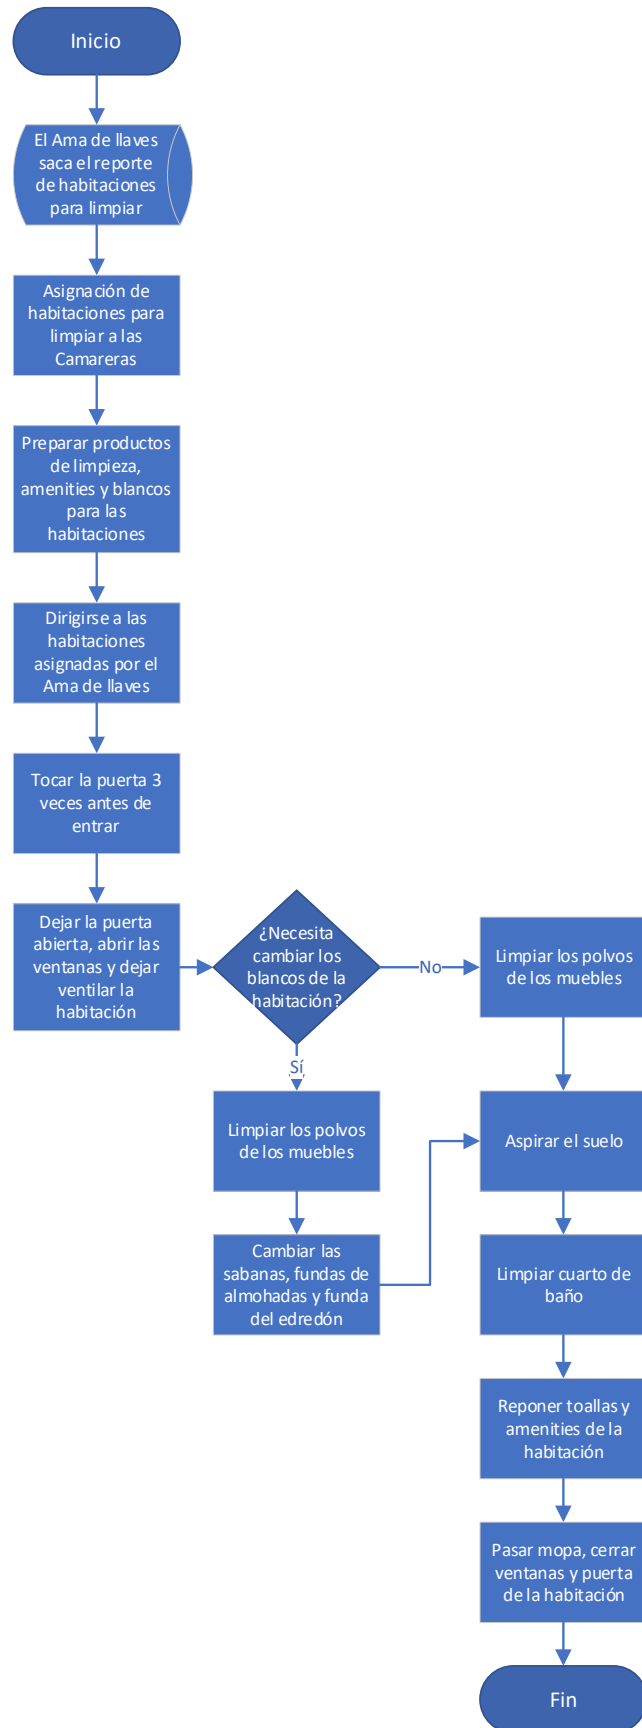 Inicio
El Ama de llaves
saca el reporte
de habitaciones
para limpiar
Asignación de
habitaciones para
limpiar a las
Camareras
Preparar productos
de limpieza,
amenities y blancos
para las
habitaciones
Dirigirse a las
habitaciones
asignadas por el
Ama de llaves
Tocar la puerta 3
veces antes de
entrar
Dejar la puerta
abierta, abrir las
ventanas y dejar
ventilar la
habitación
¿Necesita
cambiar los
blancos de la
habitación?
No
Limpiar los polvos
de los muebles
Sí
Limpiar los polvos
de los muebles
Cambiar las
sabanas, fundas de
almohadas y funda
del edredón
Aspirar el suelo
Limpiar cuarto de
baño
Reponer toallas y
amenities de la
habitación
Pasar mopa, cerrar
ventanas y puerta
de la habitación
Fin